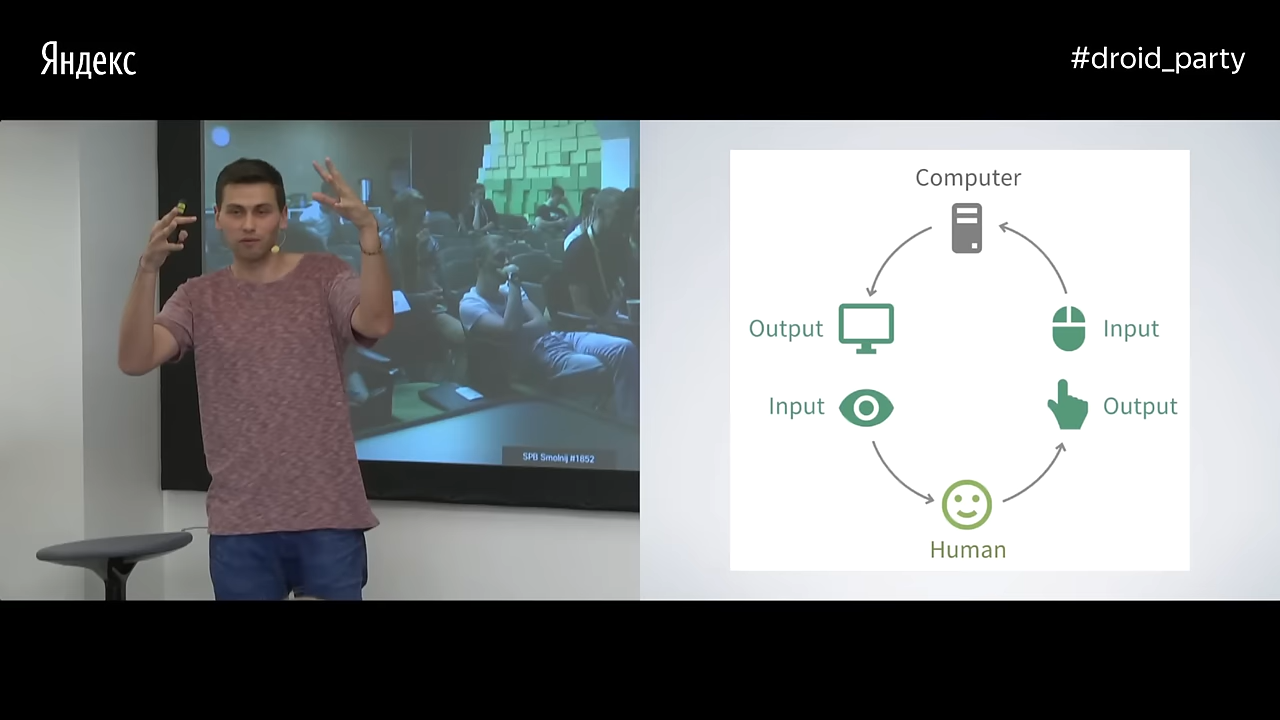 Яндекс
#droid_party
SPB Smolnij #1852
Computer
Output
Input
Input
Output
Human